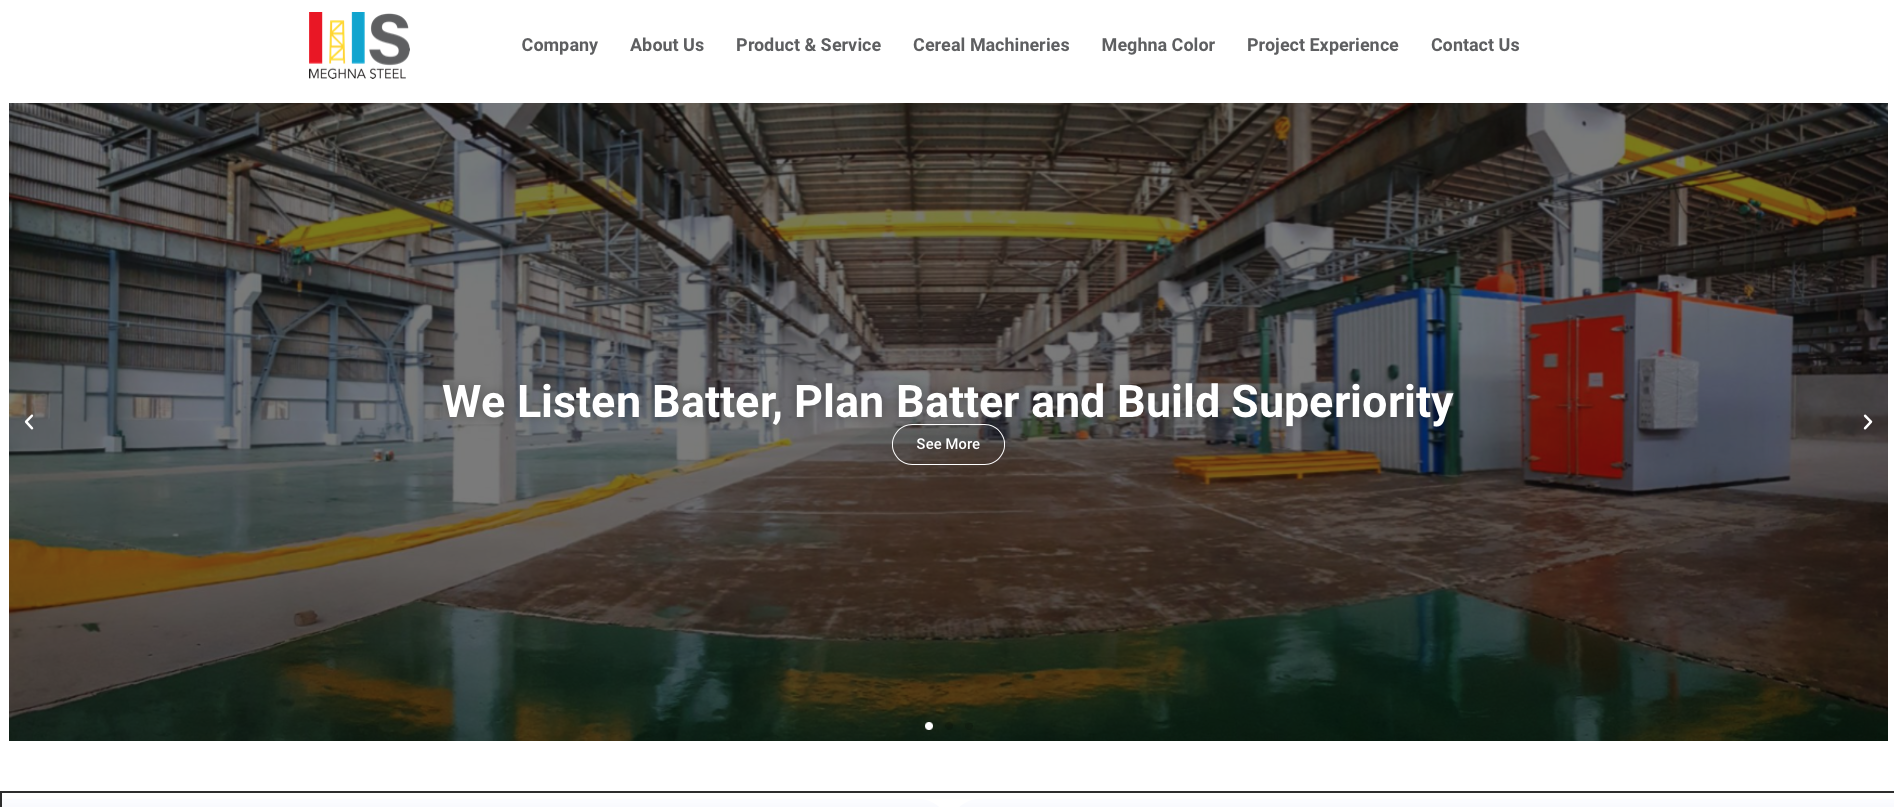 MEGHNA STEEL
Company About Us Product & Service Cereal Machineries Meghna Color Project Experience Contact Us
We Listen Batter, Plan Batter and Build Superiority
See More